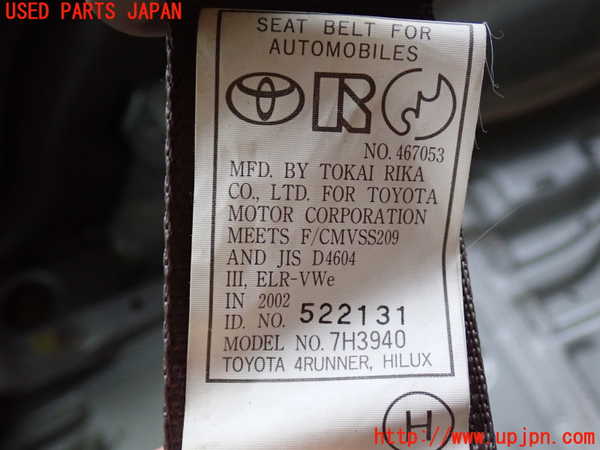 USED PARTS JAPAN
SEAT BELT FOR
AUTOMOBILES
NO. 467053
MFD. BY TOKAI RIKA
CO., LTD. FOR TOYOTA
MOTOR CORPORATION
MEETS F/CMVSS209
AND JIS D4604
III, ELR-VWe
IN 2002
ID. NO. 522131
MODEL NO. 7H3940
TOYOTA 4RUNNER, HILUX
H
http://www.upjpn.com/